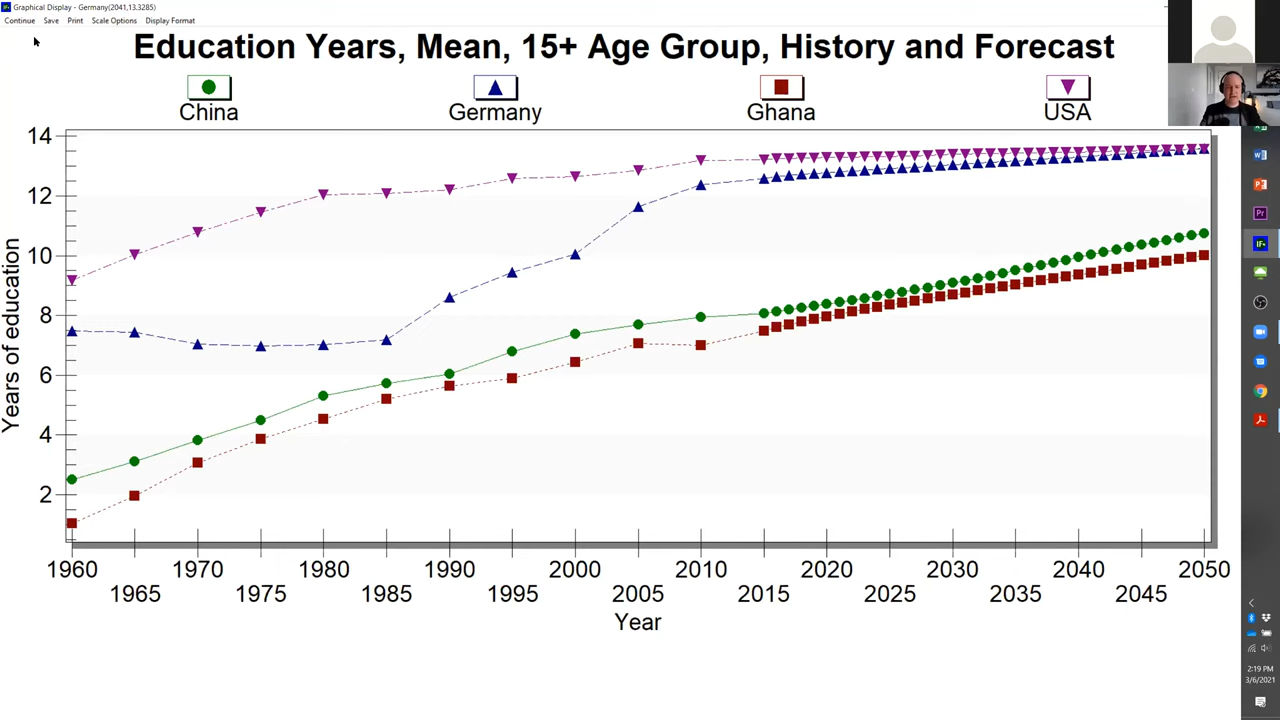 Graphical Display - Germany(2041,13.3285)
Continue Save Print Scale Options Display Format
Education Years, Mean, 15+ Age Group, History and Forecast
China Germany Ghana USA
14
12
10
8
6
4
2
Years of education
1960 1970 1980 1990 2000 2010 2020 2030 2040 2050
1965 1975 1985 1995 2005 2015 2025 2035 2045
Year
Pr
IFs
2:19 PM
3/6/2021